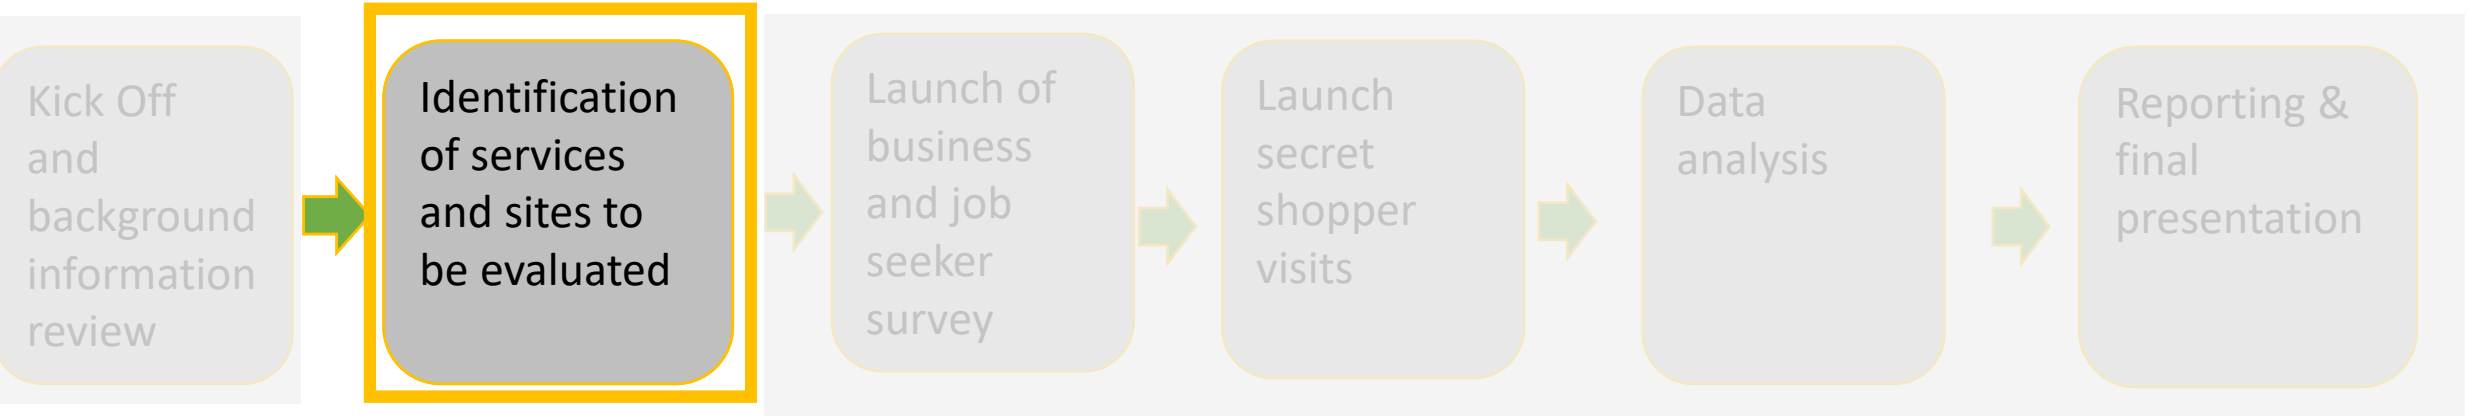 Kick Off
and
background
information
review
Identification
of services
and sites to
be evaluated
Launch of
business
and job
seeker
survey
Launch
secret
shopper
visits
Data
analysis
Reporting &
final
presentation